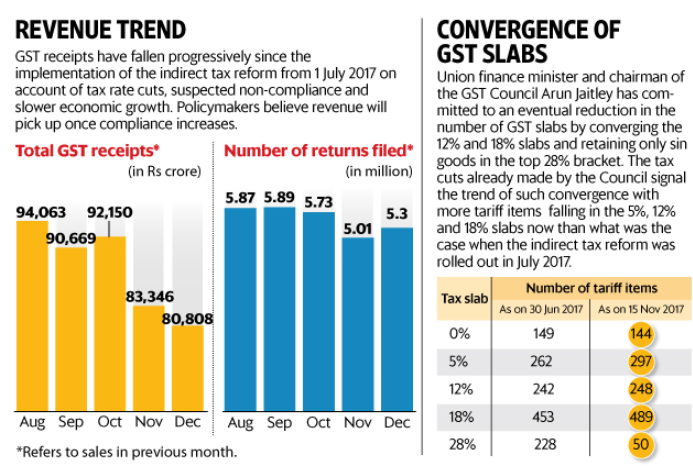 REVENUE TREND
GST receipts have fallen progressively since the
implementation of the indirect tax reform from 1 July 2017 on
account of tax rate cuts, suspected non-compliance and
slower economic growth. Policymakers believe revenue will
pick up once compliance increases.
Total GST receipts*
(in Rs crore)
94,063
90,669
92,150
83,346
80,808
Aug Sep Oct Nov Dec
Number of returns filed*
(in million)
5.87 5.89 5.73 5.01 5.3
Aug Sep Oct Nov Dec
*Refers to sales in previous month.
CONVERGENCE OF
GST SLABS
Union finance minister and chairman of
the GST Council Arun Jaitley has com-
mitted to an eventual reduction in the
number of GST slabs by converging the
12% and 18% slabs and retaining only sin
goods in the top 28% bracket. The tax
cuts already made by the Council signal
the trend of such convergence with
more tariff items falling in the 5%, 12%
and 18% slabs now than what was the
case when the indirect tax reform was
rolled out in July 2017.
Tax slab Number of tariff items
As on 30 Jun 2017 As on 15 Nov 2017
0% 149 144
5% 262 297
12% 242 248
18% 453 489
28% 228 50